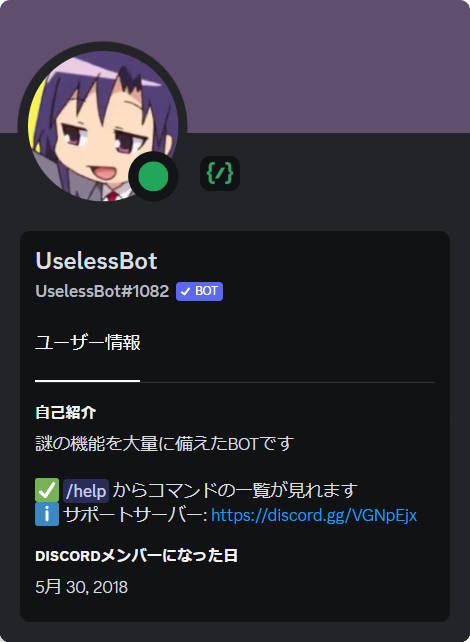 UselessBot
UselessBot#1082 ✓ BOT
ユーザー情報
自己紹介
謎の機能を大量に備えたBOTです
✅ /help からコマンドの一覧が見れます
ℹ️ サポートサーバー: https://discord.gg/VGNpEjx
DISCORDメンバーになった日
5月 30, 2018